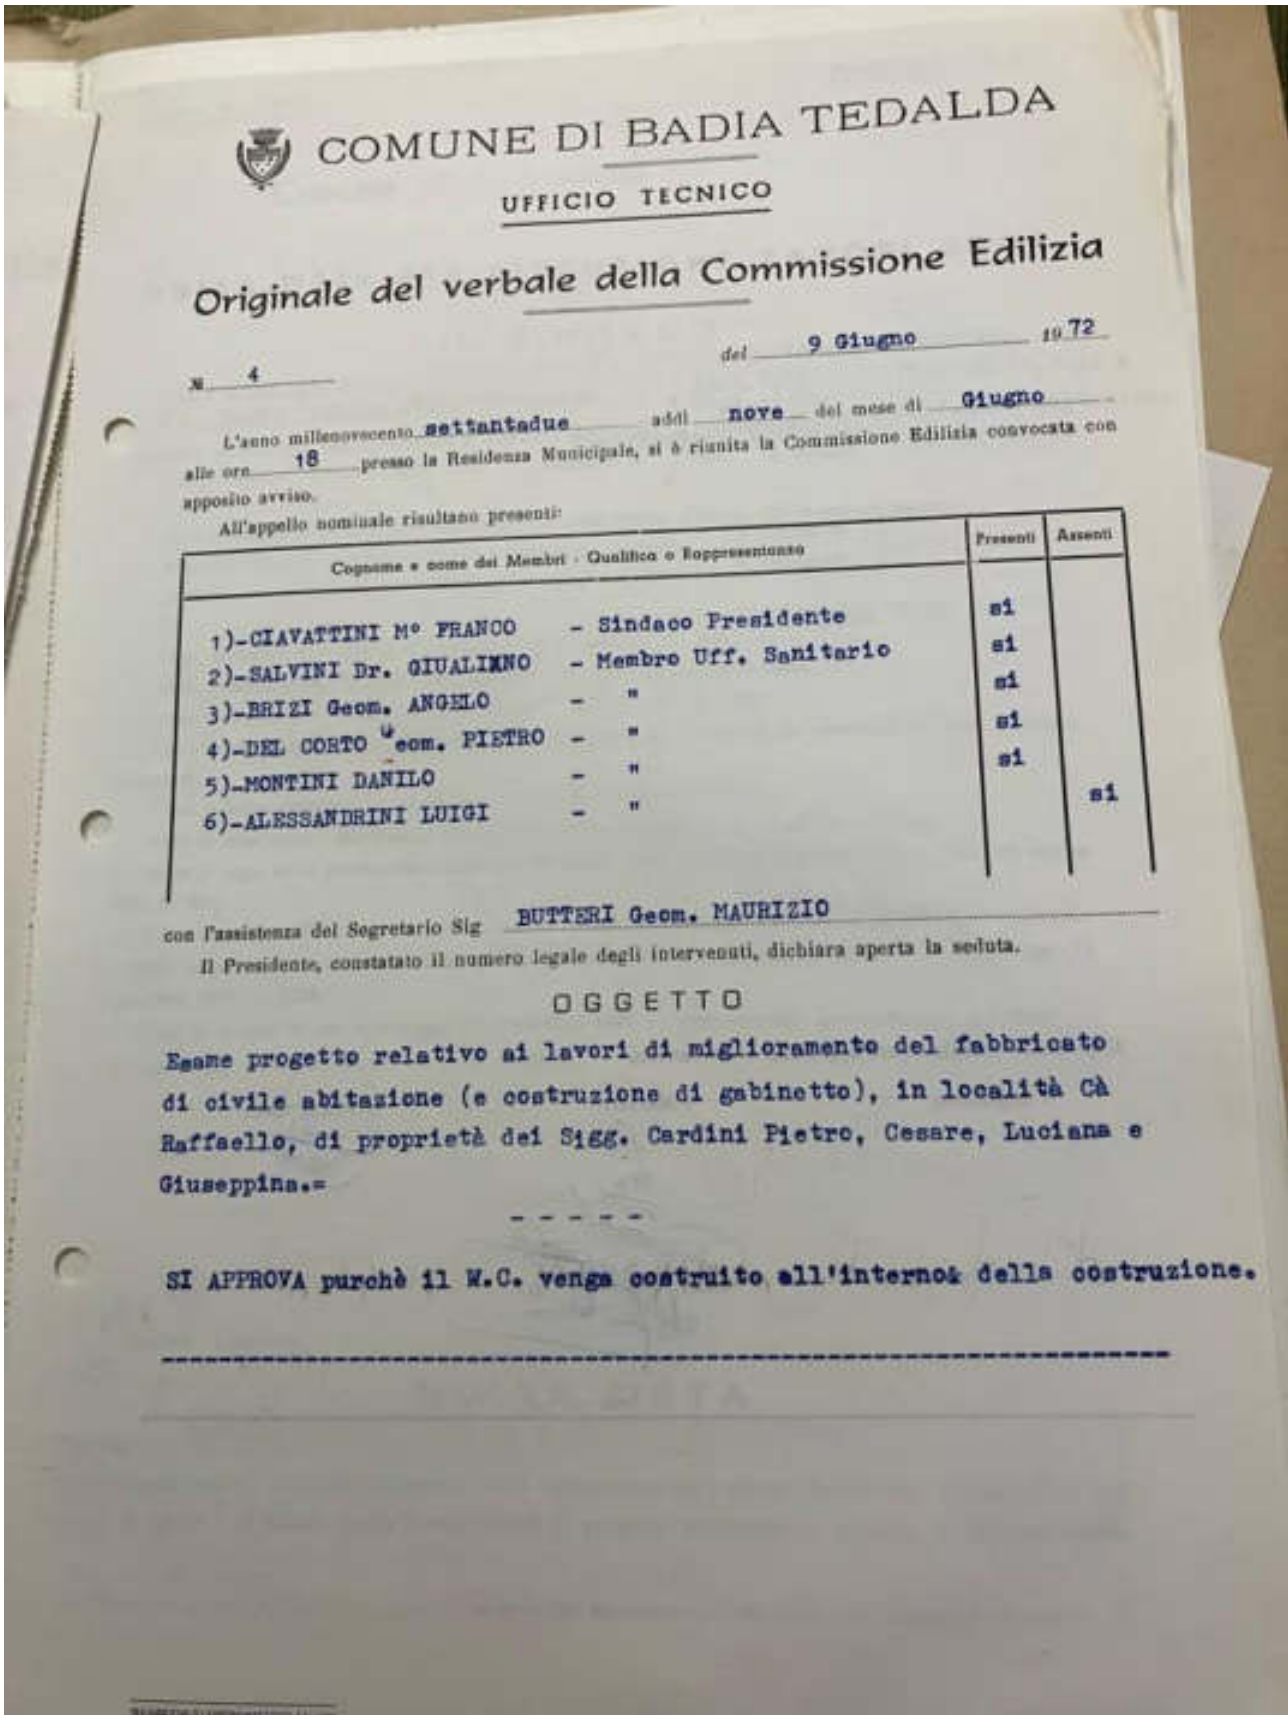 COMUNE DI BADIA TEDALDA
UFFICIO TECNICO
Originale del verbale della Commissione Edilizia
N. 4 del 9 Giugno 1972
L'anno millenovecento settantadue addì nove del mese di Giugno
alle ore 18 presso la Residenza Municipale, si è riunita la Commissione Edilizia convocata con
apposito avviso.
All'appello nominale risultano presenti:
Cognome e nome dei Membri - Qualifica o Rappresentanza Presenti Assenti
1)-CIAVATTINI Mº FRANCO - Sindaco Presidente si
2)-SALVINI Dr. GIUALIXNO - Membro Uff. Sanitario si
3)-BRIZI Geom. ANGELO - " si
4)-DEL CORTO Geom. PIETRO - " si
5)-MONTINI DANILO - " si
6)-ALESSANDRINI LUIGI - " si
con l'assistenza del Segretario Sig BUTTERI Geom. MAURIZIO
Il Presidente, constatato il numero legale degli intervenuti, dichiara aperta la seduta.
OGGETTO
Esame progetto relativo ai lavori di miglioramento del fabbricato
di civile abitazione (e costruzione di gabinetto), in località Cà
Raffaello, di proprietà dei Sigg. Cardini Pietro, Cesare, Luciana e
Giuseppina.=
- - - - -
SI APPROVA purchè il W.C. venga costruito all'interno& della costruzione.